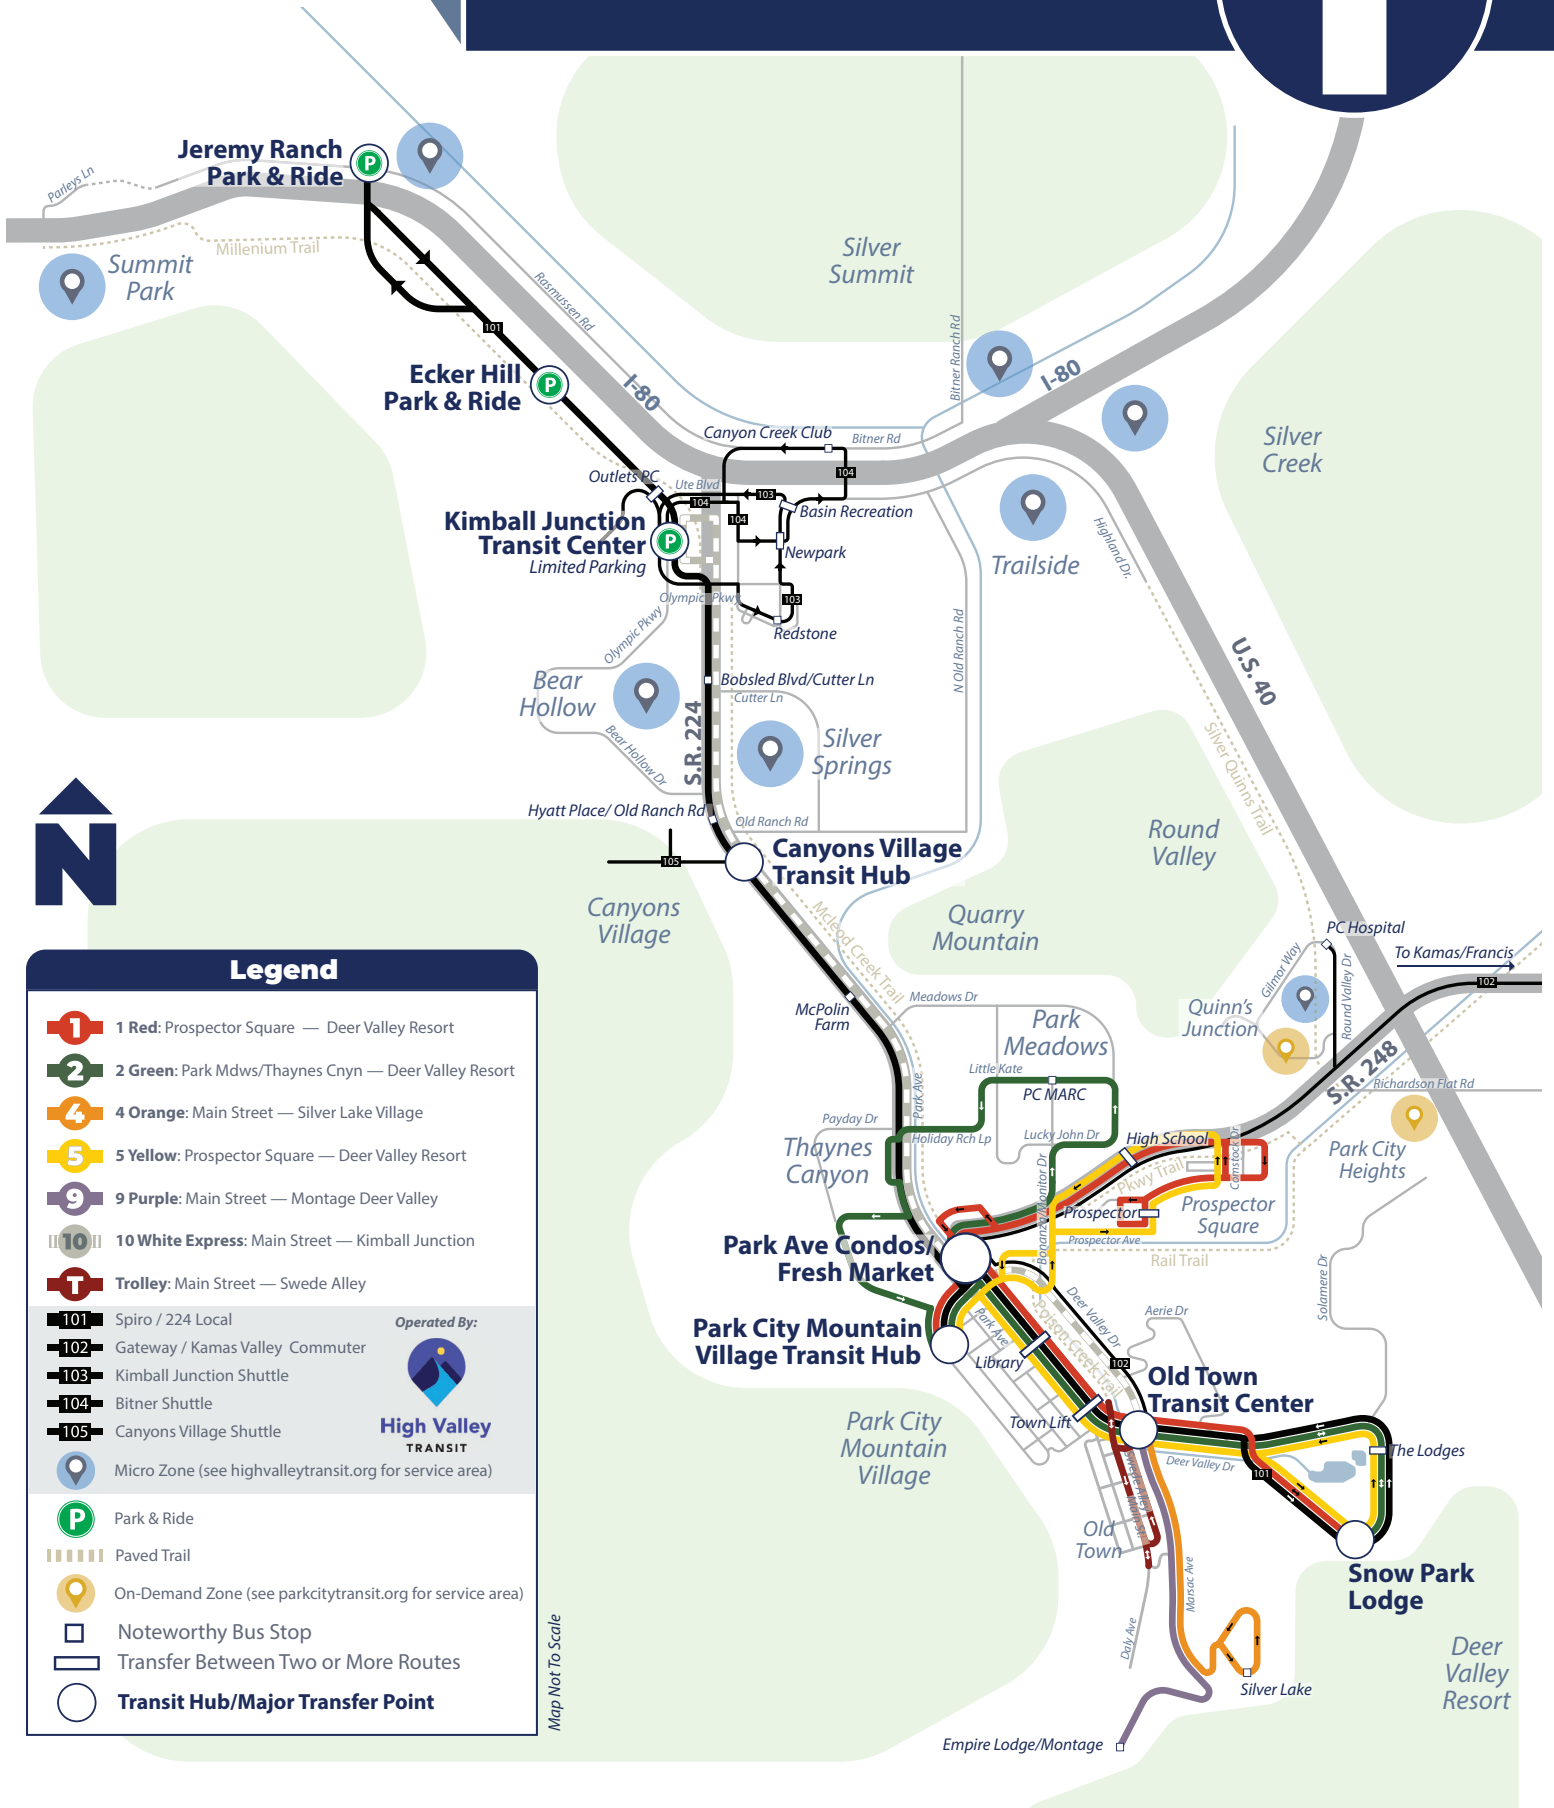 Jeremy Ranch
Park & Ride
P
Parleys Ln
Millenium Trail
Summit
Park
Rasmussen Rd
101
Silver
Summit
Ecker Hill
Park & Ride
P
I-80
I-80
Bitner Ranch Rd
Canyon Creek Club
Bitner Rd
Silver
Creek
104
Outlets PC
Ute Blvd
103
104
104
Basin Recreation
Kimball Junction
Transit Center
Limited Parking
P
Newpark
Trailside
Highland Dr.
Olympic Pkwy
103
Redstone
Olympic Pkwy
N Old Ranch Rd
U.S. 40
Bear
Hollow
Bobsled Blvd/Cutter Ln
Cutter Ln
S.R. 224
Bear Hollow Dr
Silver
Springs
Silver Quinns Trail
N
Hyatt Place/ Old Ranch Rd
Old Ranch Rd
105
Canyons Village
Transit Hub
Round
Valley
Canyons
Village
Mcleod Creek Trail
Quarry
Mountain
PC Hospital
To Kamas/Francis
Gilmor Way
Round Valley Dr
102
McPolin
Farm
Meadows Dr
Park
Meadows
Quinn's
Junction
S.R. 248
Richardson Flat Rd
Little Kate
PC MARC
Park Ave
Payday Dr
Holiday Rch Lp
Lucky John Dr
High School
Comstock Dr
Park City
Heights
Thaynes
Canyon
Pkwy Trail
Bonanza/Monitor Dr
Prospector
Prospector
Square
Prospector Ave
Rail Trail
Park Ave Condos/
Fresh Market
Solamere Dr
Deer Valley Dr
Aerie Dr
Poison Creek trail
Park Ave
Park City Mountain
Village Transit Hub
Library
102
Old Town
Transit Center
Town Lift
Park City
Mountain
Village
The Lodges
Deer Valley Dr
101
Swede Alley
Main St.
Old
Town
Snow Park
Lodge
Marsac Ave
Daly Ave
Silver Lake
Deer
Valley
Resort
Empire Lodge/Montage
Legend
1 1 Red: Prospector Square — Deer Valley Resort
2 2 Green: Park Mdws/Thaynes Cnyn — Deer Valley Resort
4 4 Orange: Main Street — Silver Lake Village
5 5 Yellow: Prospector Square — Deer Valley Resort
9 9 Purple: Main Street — Montage Deer Valley
10 10 White Express: Main Street — Kimball Junction
T Trolley: Main Street — Swede Alley
101 Spiro / 224 Local
102 Gateway / Kamas Valley Commuter
103 Kimball Junction Shuttle
104 Bitner Shuttle
105 Canyons Village Shuttle
Operated By:
High Valley
TRANSIT
Micro Zone (see highvalleytransit.org for service area)
P Park & Ride
Paved Trail
On-Demand Zone (see parkcitytransit.org for service area)
Noteworthy Bus Stop
Transfer Between Two or More Routes
Transit Hub/Major Transfer Point
Map Not To Scale